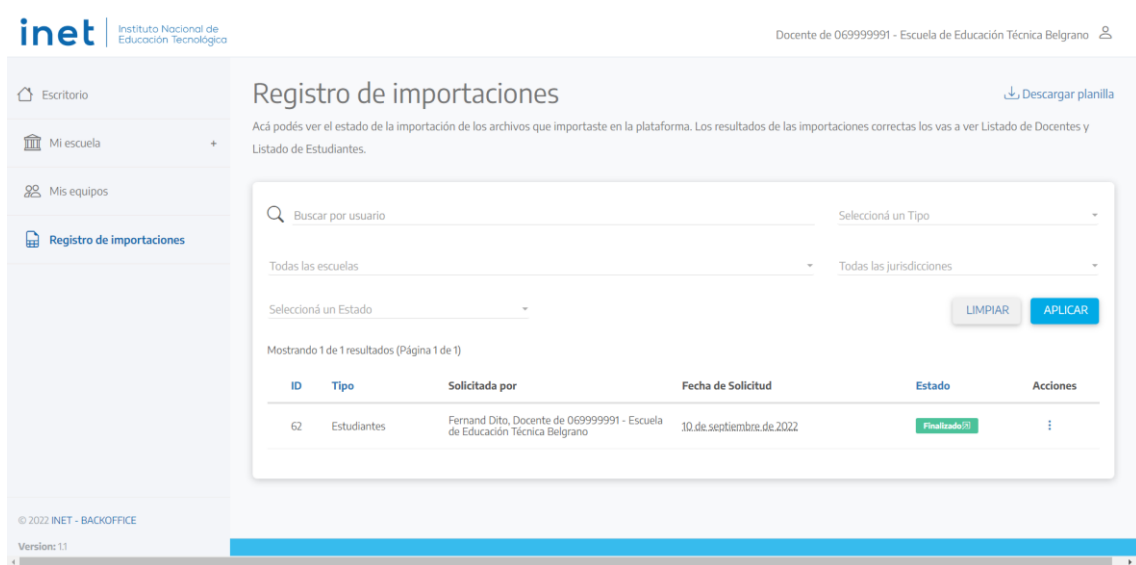 inet
Instituto Nacional de
Educación Tecnológica
Docente de 069999991 - Escuela de Educación Técnica Belgrano
Escritorio
Mi escuela +
Mis equipos
Registro de importaciones
Registro de importaciones
Descargar planilla
Acá podés ver el estado de la importación de los archivos que importaste en la plataforma. Los resultados de las importaciones correctas los vas a ver Listado de Docentes y
Listado de Estudiantes.
Buscar por usuario
Seleccioná un Tipo
Todas las escuelas
Todas las jurisdicciones
Seleccioná un Estado
LIMPIAR
APLICAR
Mostrando 1 de 1 resultados (Página 1 de 1)
ID Tipo Solicitada por Fecha de Solicitud Estado Acciones
62 Estudiantes Fernand Dito, Docente de 069999991 - Escuela
de Educación Técnica Belgrano
10 de septiembre de 2022
Finalizado
© 2022 INET - BACKOFFICE
Version: 1.1